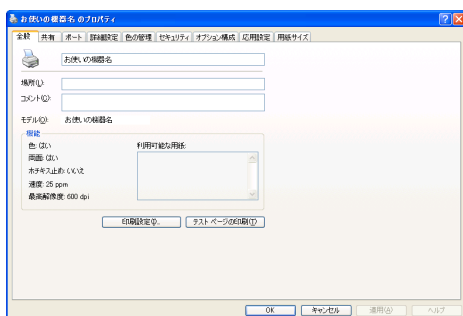 お使いの機器名 のプロパティ
全般 共有 ポート 詳細設定 色の管理 セキュリティ オプション構成 応用設定 用紙サイズ
お使いの機器名
場所(L):
コメント(C):
モデル(O): お使いの機器名
機能
色: はい 利用可能な用紙:
両面: はい
ホチキス止め: いいえ
速度: 25 ppm
最高解像度: 600 dpi
印刷設定(I)... テスト ページの印刷(T)
OK キャンセル 適用(A) ヘルプ